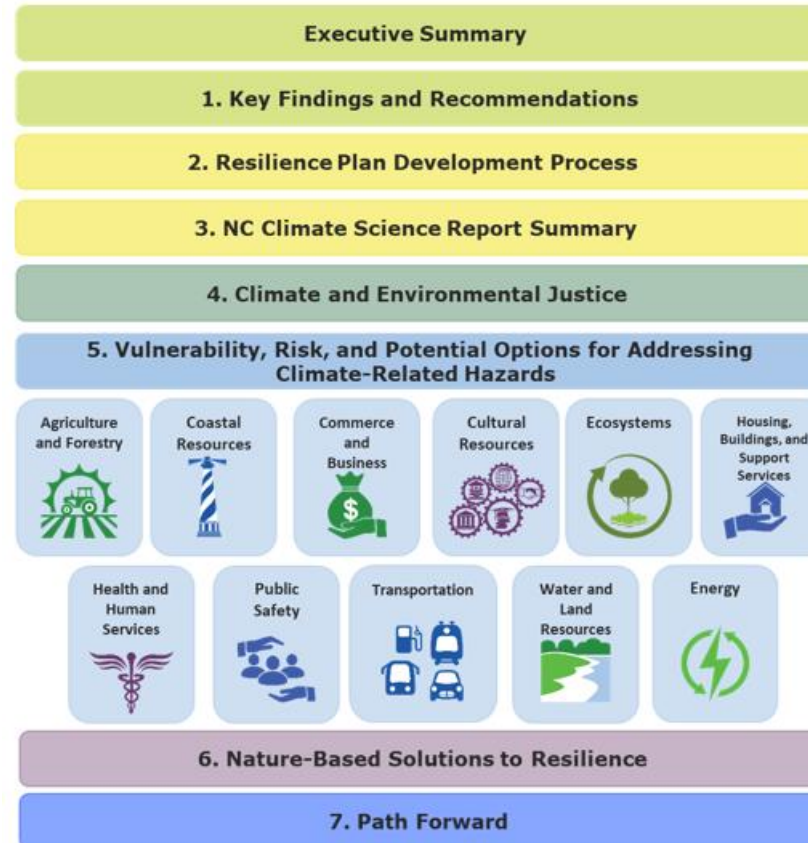 Executive Summary
1. Key Findings and Recommendations
2. Resilience Plan Development Process
3. NC Climate Science Report Summary
4. Climate and Environmental Justice
5. Vulnerability, Risk, and Potential Options for Addressing
Climate-Related Hazards
Agriculture
and Forestry
Coastal
Resources
Commerce
and
Business
$
Cultural
Resources
Ecosystems
Housing,
Buildings, and
Support
Services
Health and
Human
Services
Public
Safety
Transportation
Water and
Land
Resources
Energy
6. Nature-Based Solutions to Resilience
7. Path Forward